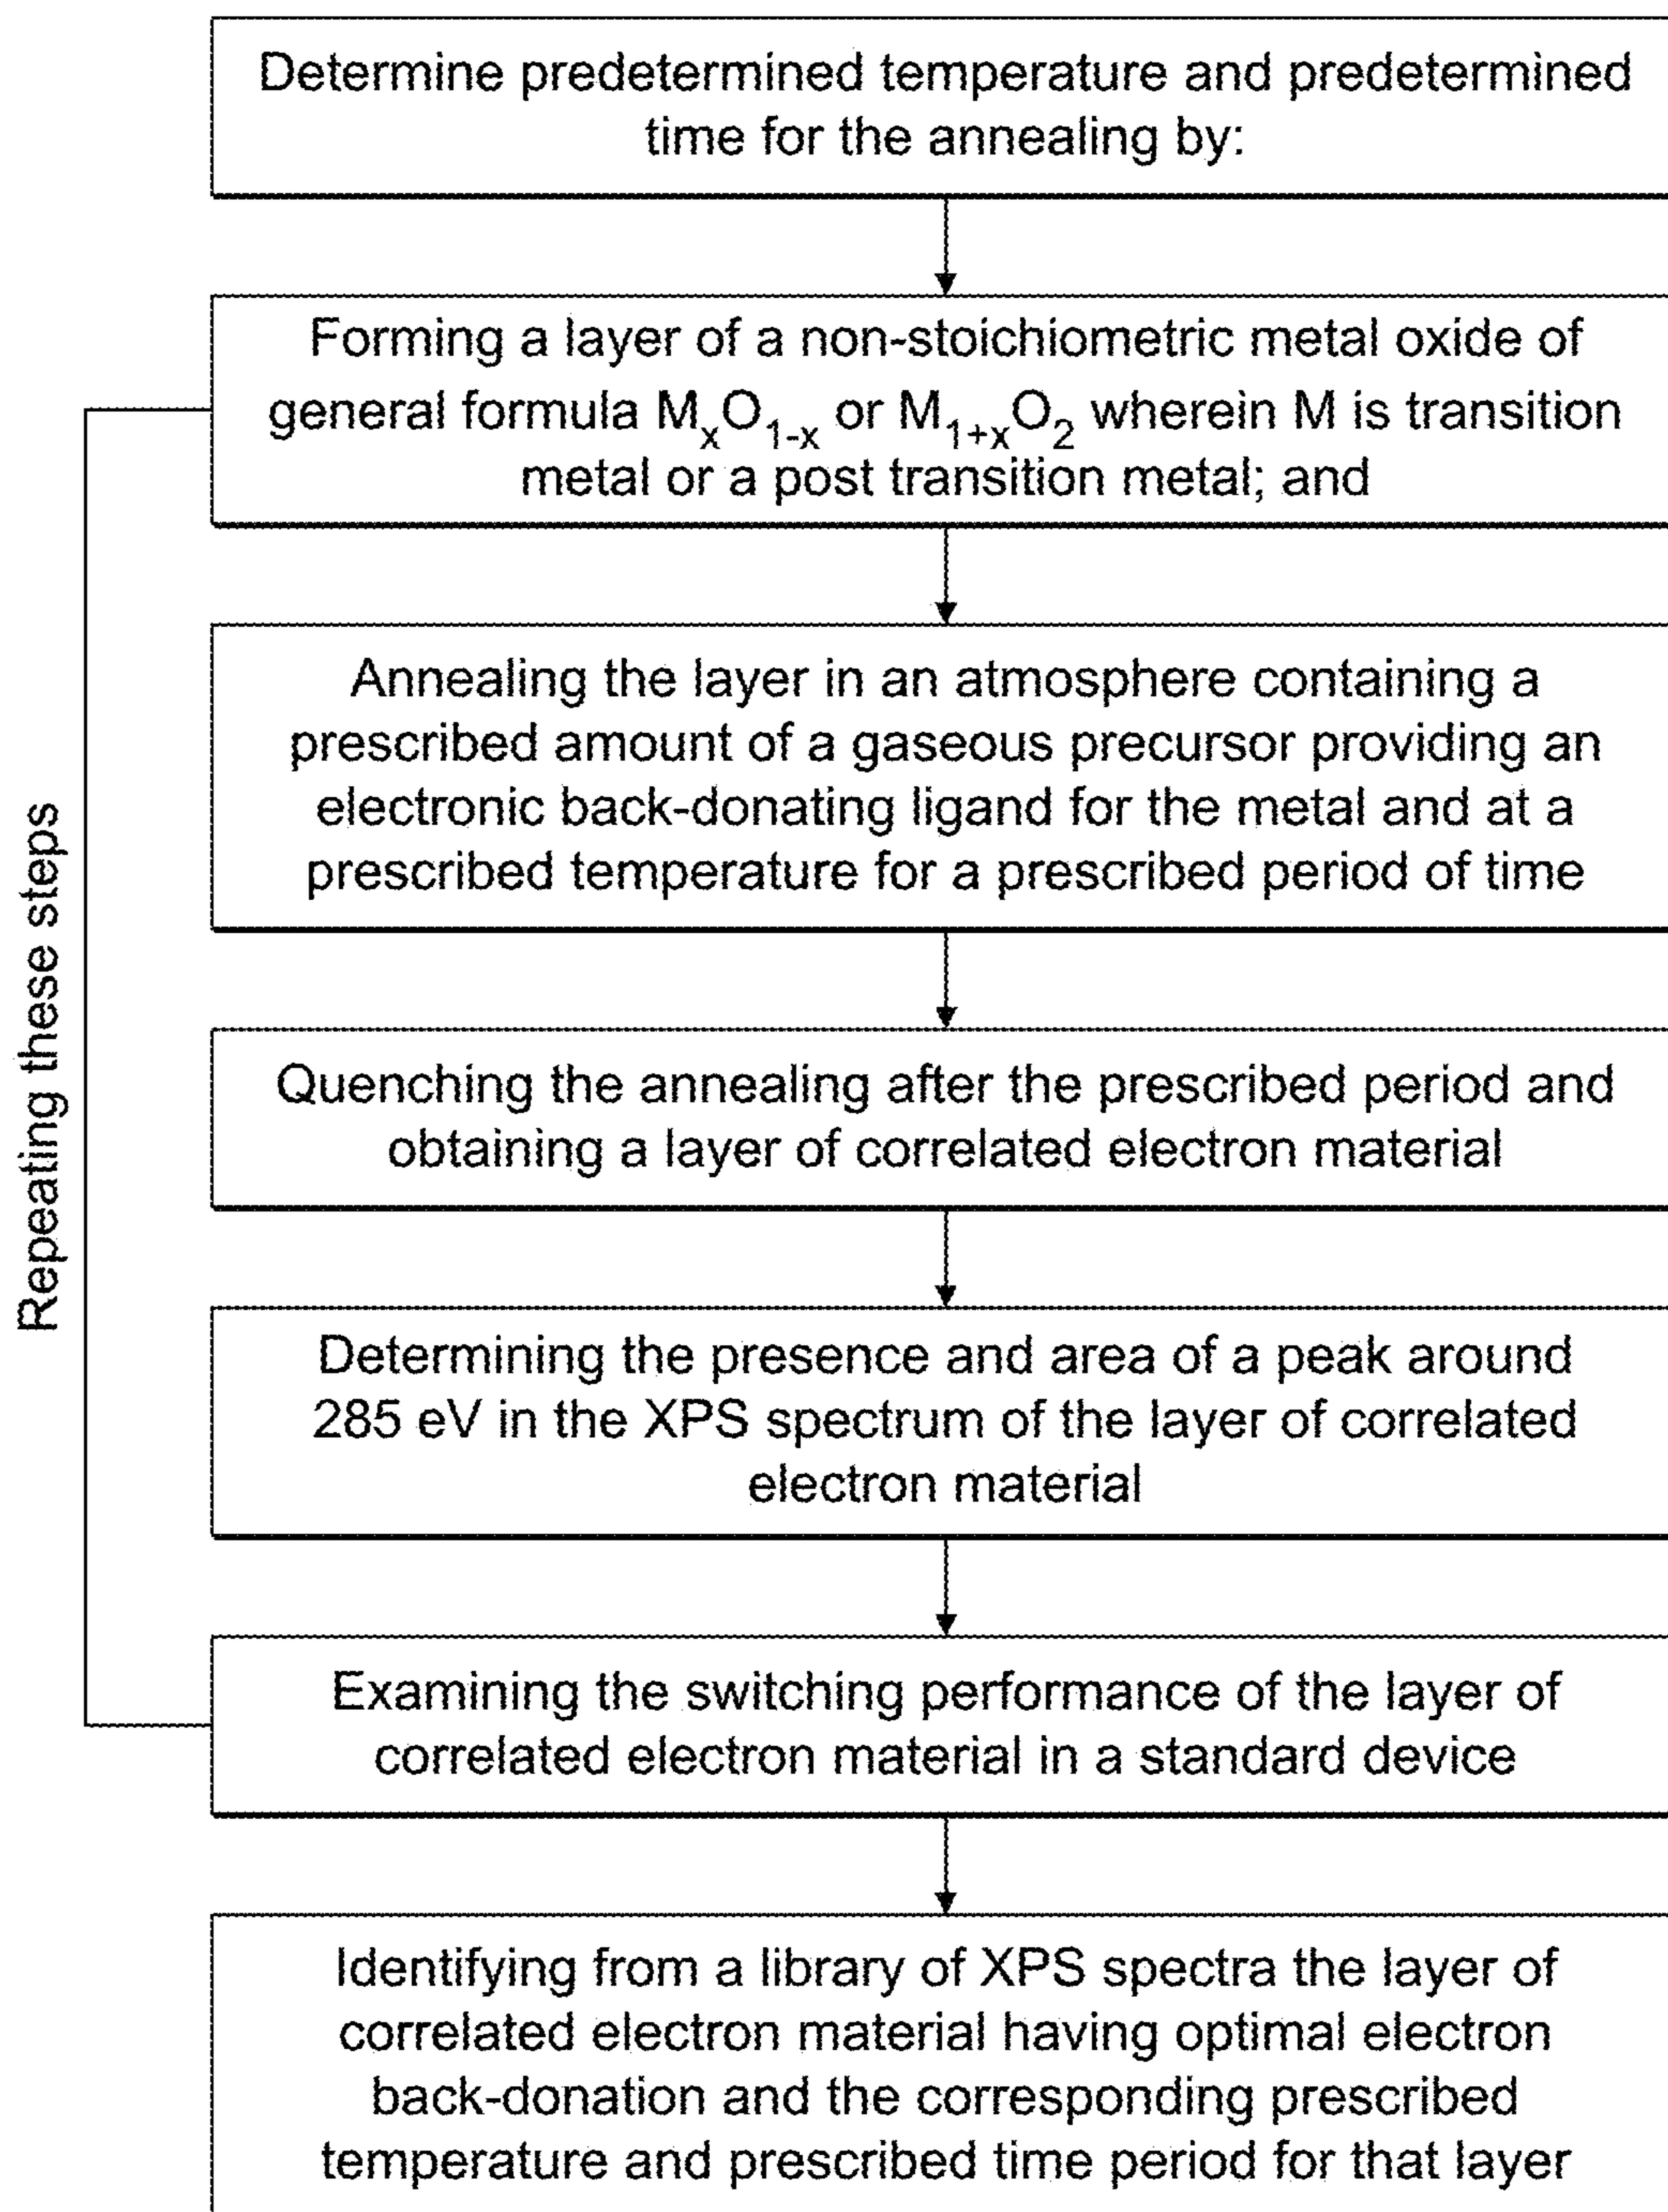 Determine predetermined temperature and predetermined
time for the annealing by:
Forming a layer of a non-stoichiometric metal oxide of
general formula MₓO₁₋ₓ or M₁₊ₓO₂ wherein M is transition
metal or a post transition metal; and
Annealing the layer in an atmosphere containing a
prescribed amount of a gaseous precursor providing an
electronic back-donating ligand for the metal and at a
prescribed temperature for a prescribed period of time
Quenching the annealing after the prescribed period and
obtaining a layer of correlated electron material
Determining the presence and area of a peak around
285 eV in the XPS spectrum of the layer of correlated
electron material
Examining the switching performance of the layer of
correlated electron material in a standard device
Identifying from a library of XPS spectra the layer of
correlated electron material having optimal electron
back-donation and the corresponding prescribed
temperature and prescribed time period for that layer
Repeating these steps